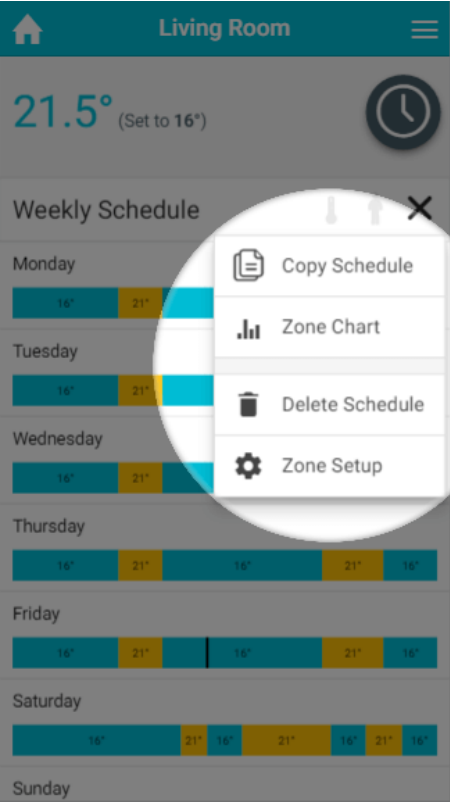 Living Room
21.5° (Set to 16°)
Weekly Schedule
Copy Schedule
Monday
16° 21°
Zone Chart
Tuesday
16° 21°
Delete Schedule
Wednesday
Zone Setup
16° 21°
Thursday
16° 21° 16° 21° 16°
Friday
16° 21° 16° 21° 16°
Saturday
16° 21° 16° 21° 16° 21° 16°
Sunday